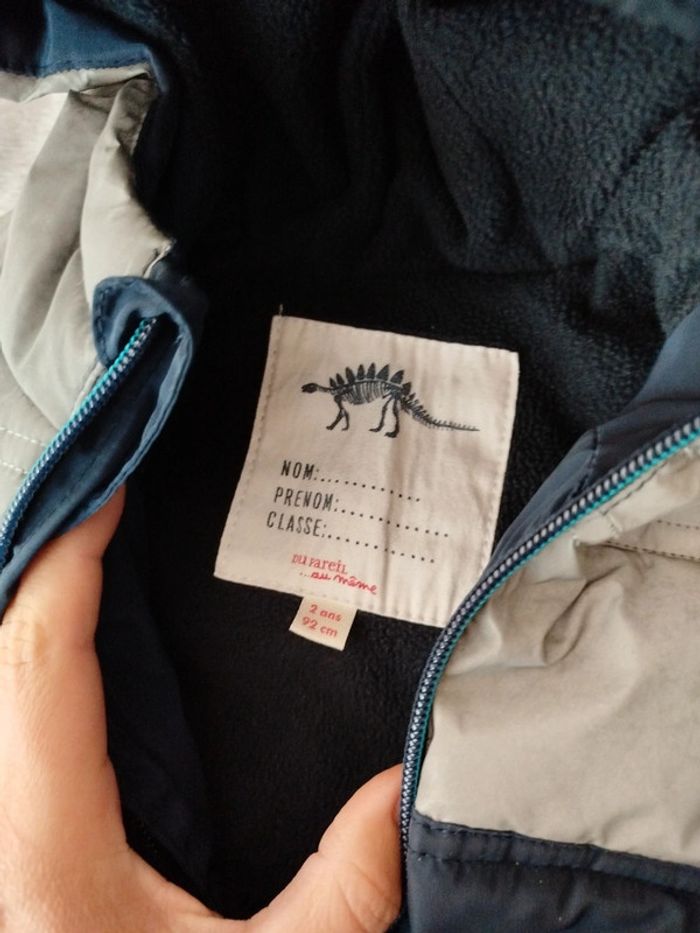 NOM:............
PRENOM:.............
CLASSE:.............
DU PAREIL
...au même
2 ans
92 cm